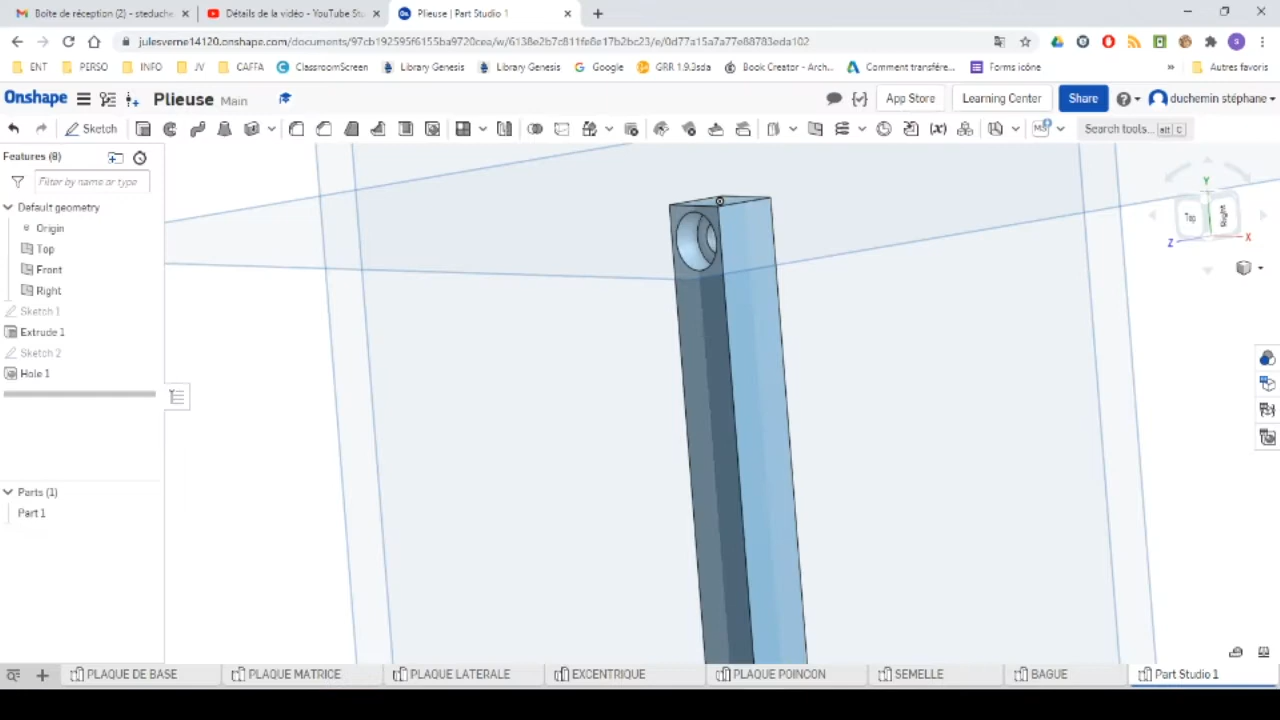 Boîte de réception (2) - steduche
Détails de la vidéo - YouTube Stu
Plieuse | Part Studio 1
julesverne14120.onshape.com/documents/97cb192595f6155ba9720cea/w/6138e2b7c811fe8e17b2bc23/e/0d77a15a7a77e88783eda102
ENT PERSO INFO JV CAFFA ClassroomScreen Library Genesis Library Genesis Google GRR 1.9.3sda Book Creator - Arch... Comment transfére... Forms icône » Autres favoris
Onshape Plieuse Main App Store Learning Center Share duchemin stéphane
Sketch Search tools... alt C
Features (8)
Filter by name or type
Default geometry
Origin
Top
Front
Right
Sketch 1
Extrude 1
Sketch 2
Hole 1
Parts (1)
Part 1
Y
Top Right
Z X
PLAQUE DE BASE PLAQUE MATRICE PLAQUE LATERALE EXCENTRIQUE PLAQUE POINCON SEMELLE BAGUE Part Studio 1